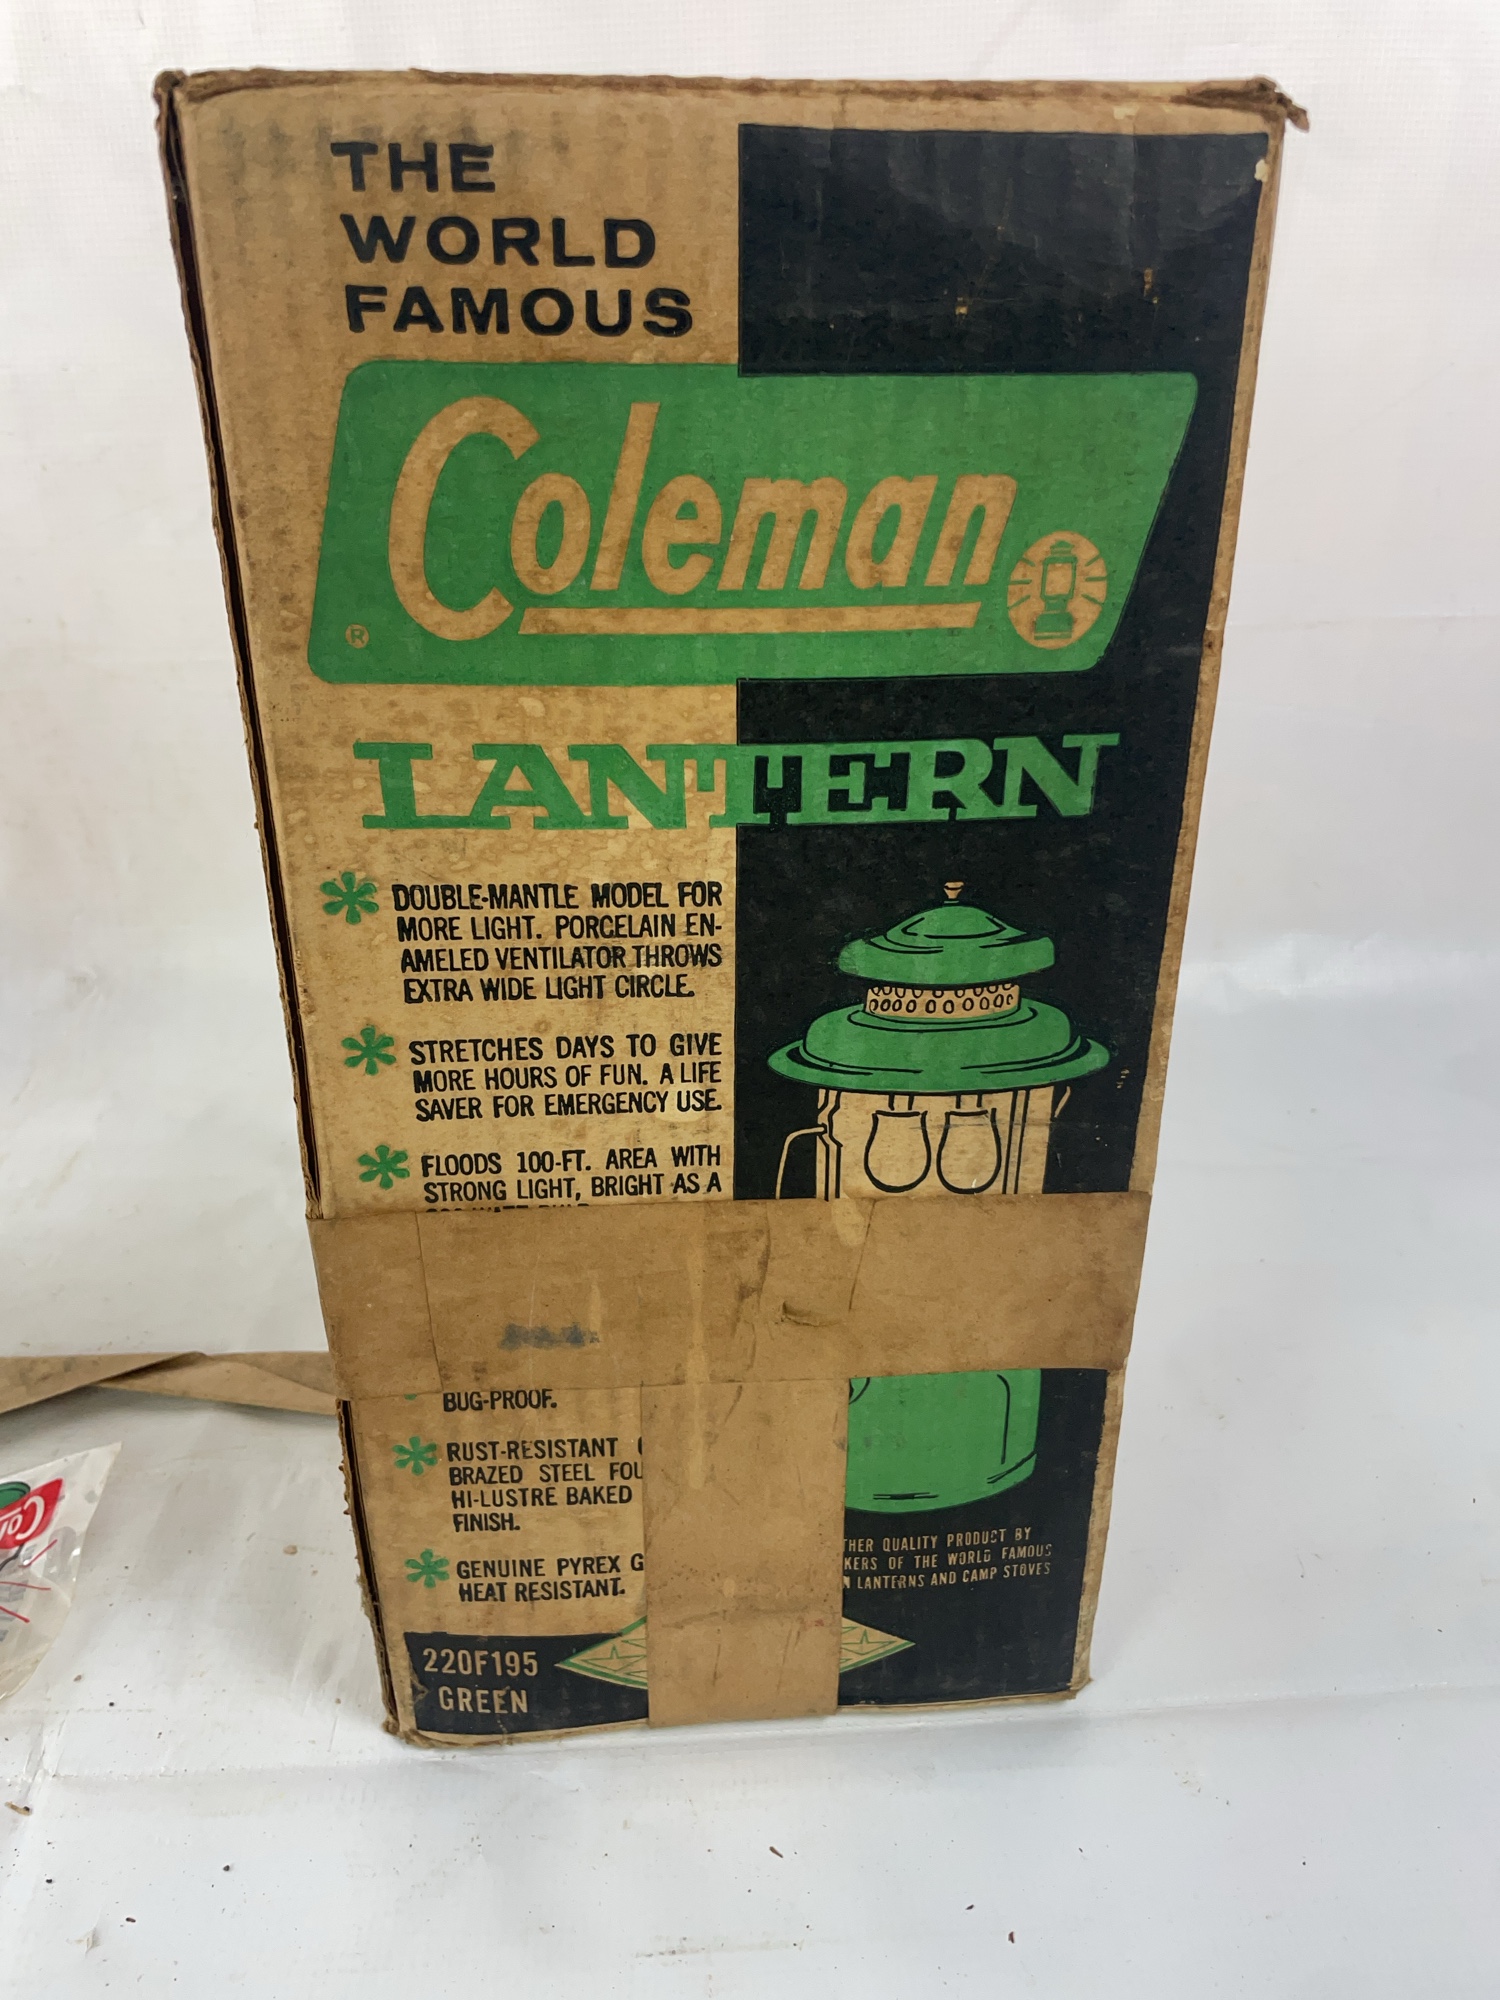 THE
WORLD
FAMOUS
Coleman
®
LANTERN
DOUBLE-MANTLE MODEL FOR
MORE LIGHT. PORCELAIN EN-
AMELED VENTILATOR THROWS
EXTRA WIDE LIGHT CIRCLE.
STRETCHES DAYS TO GIVE
MORE HOURS OF FUN. A LIFE
SAVER FOR EMERGENCY USE.
FLOODS 100-FT. AREA WITH
STRONG LIGHT, BRIGHT AS A
BUG-PROOF.
RUST-RESISTANT
BRAZED STEEL FOU
HI-LUSTRE BAKED
FINISH.
GENUINE PYREX G
HEAT RESISTANT.
THER QUALITY PRODUCT BY
KERS OF THE WORLD FAMOUS
N LANTERNS AND CAMP STOVES
220F195
GREEN